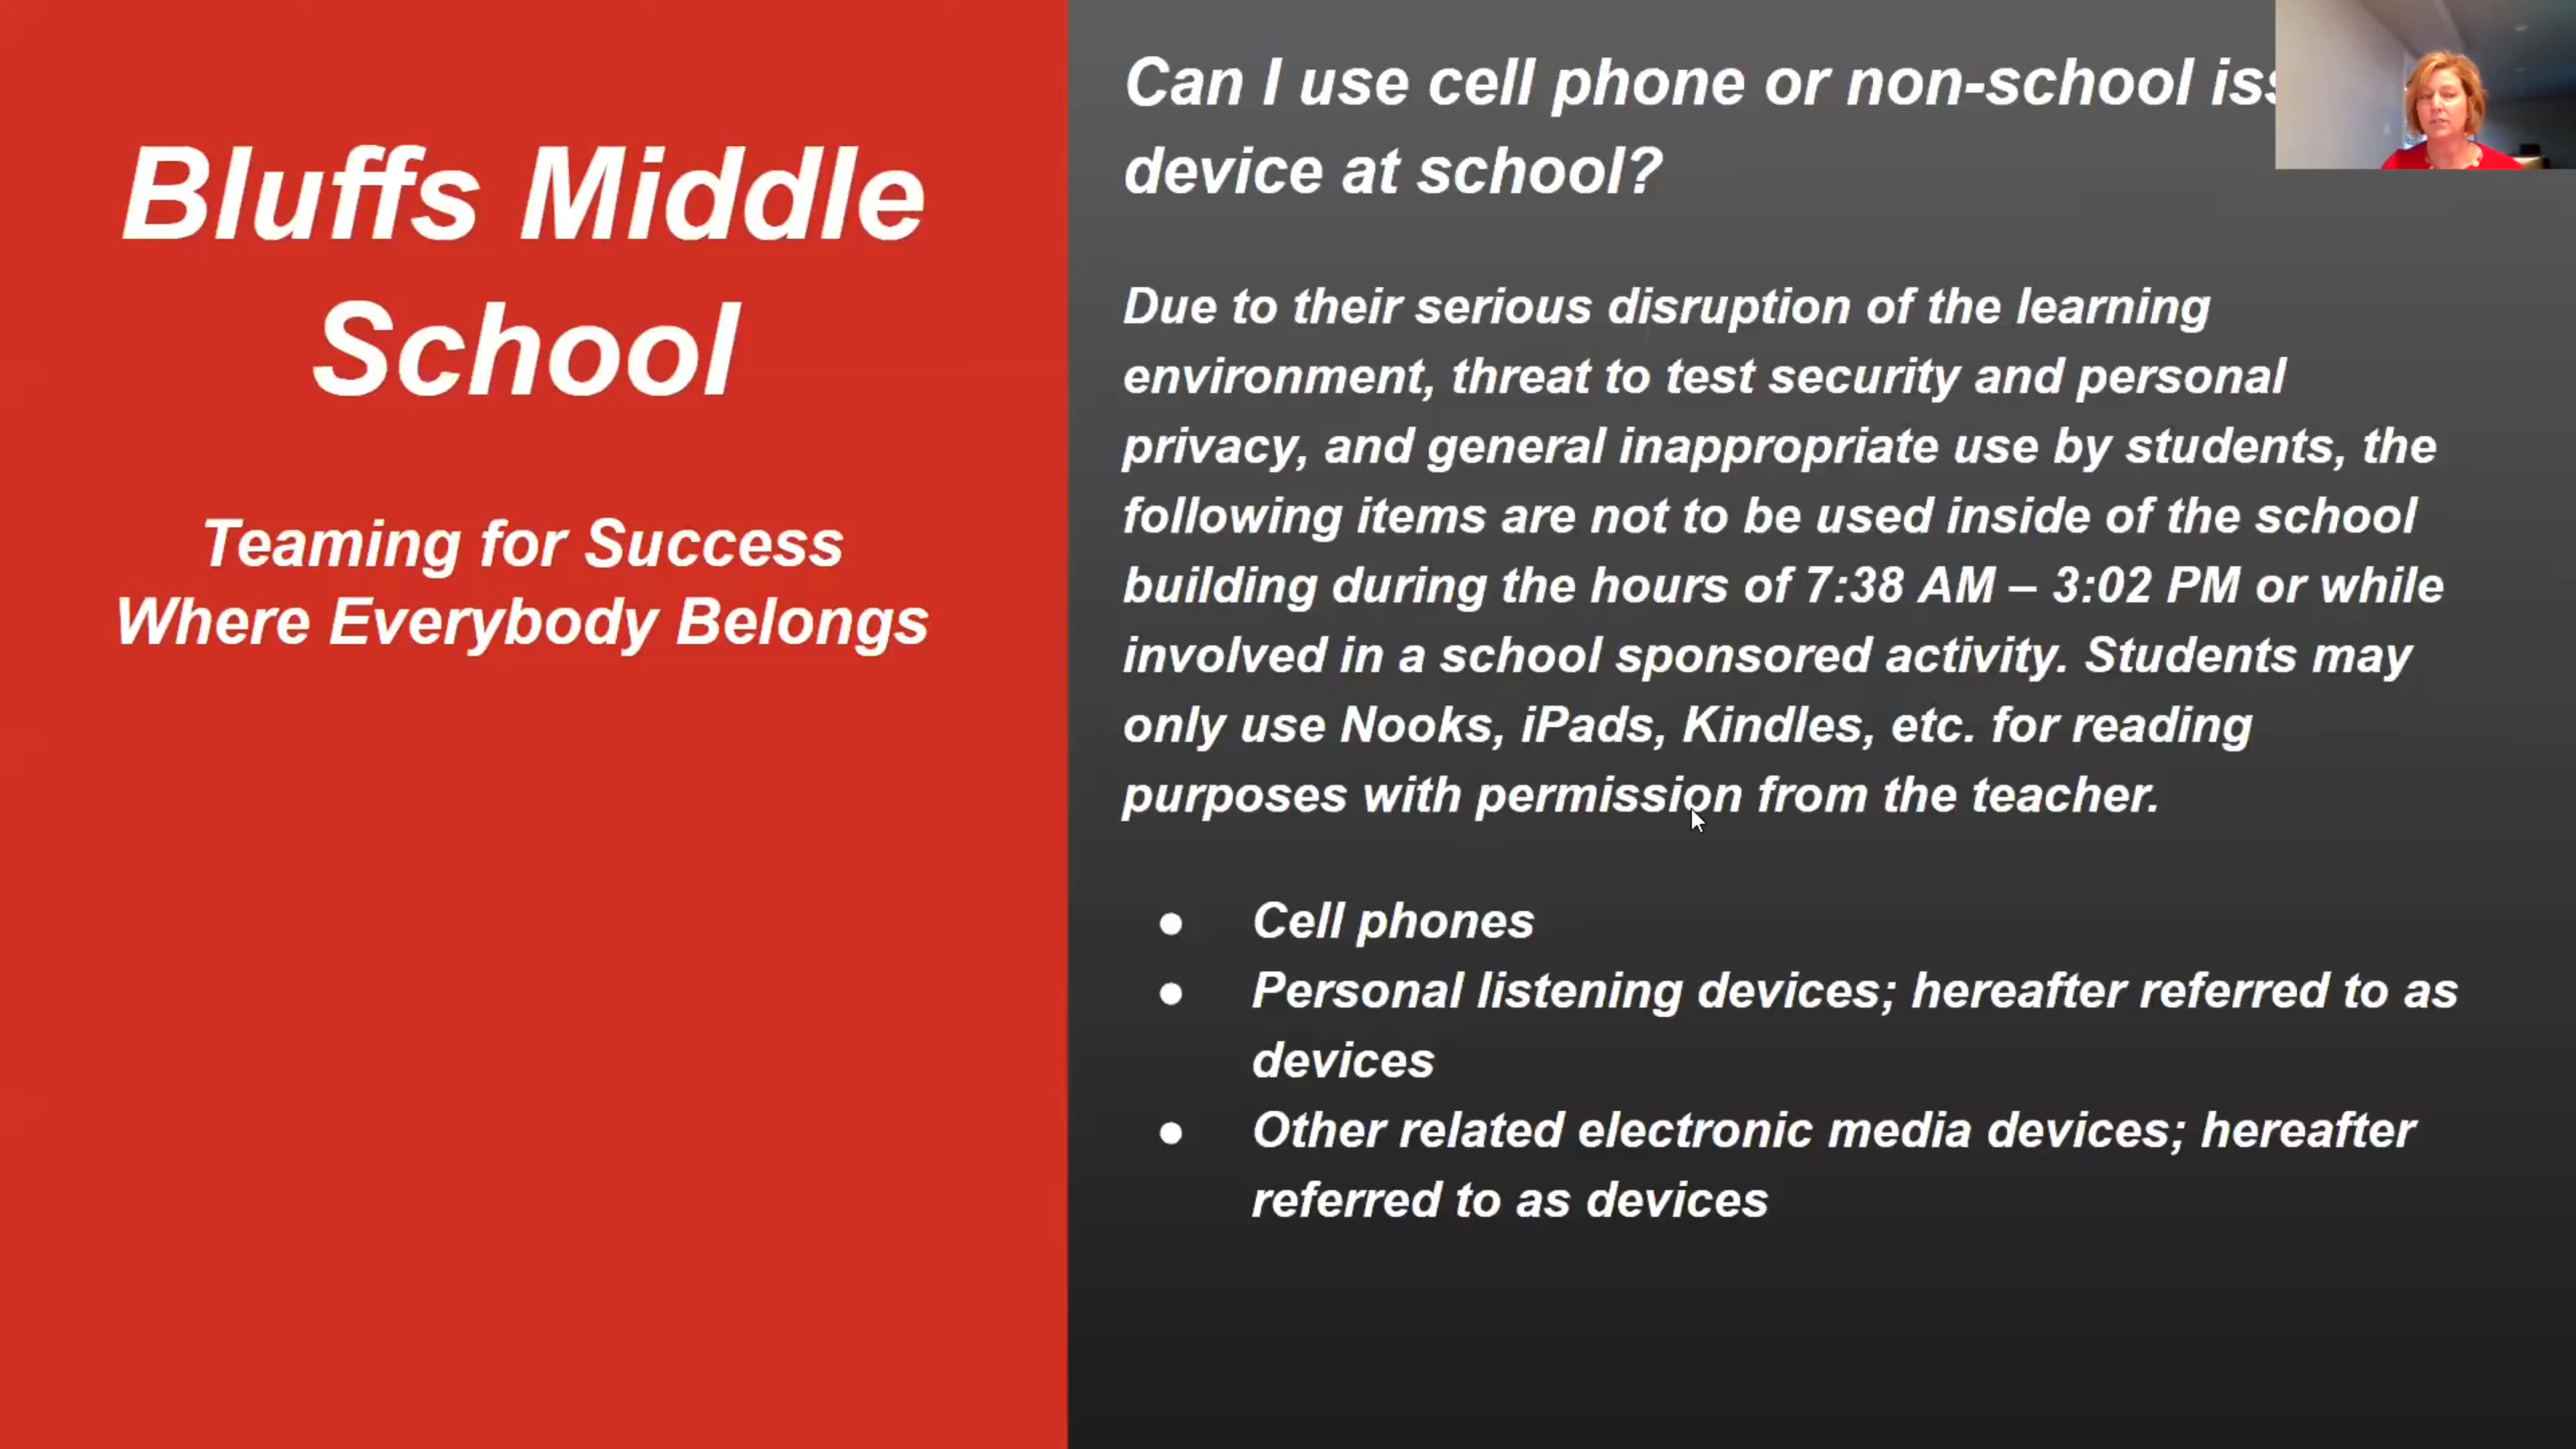 Bluffs Middle
School
Teaming for Success
Where Everybody Belongs
Can I use cell phone or non-school
device at school?
Due to their serious disruption of the learning
environment, threat to test security and personal
privacy, and general inappropriate use by students, the
following items are not to be used inside of the school
building during the hours of 7:38 AM – 3:02 PM or while
involved in a school sponsored activity. Students may
only use Nooks, iPads, Kindles, etc. for reading
purposes with permission from the teacher.
● Cell phones
● Personal listening devices; hereafter referred to as
devices
● Other related electronic media devices; hereafter
referred to as devices